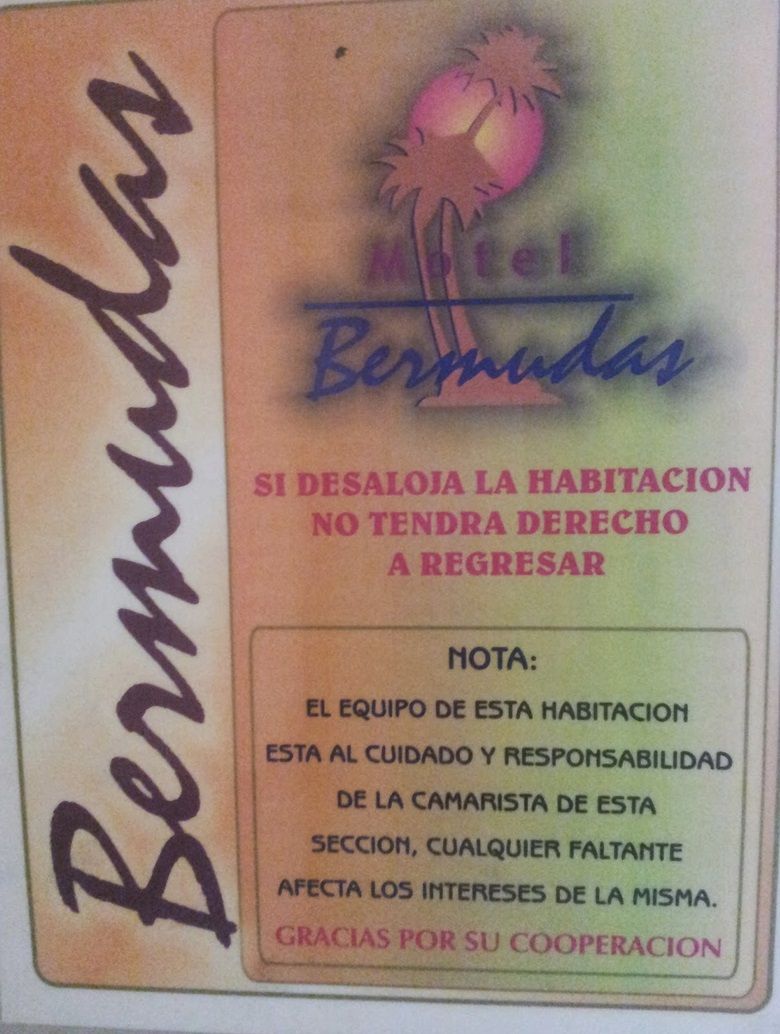 Bermudas
Motel
Bermudas
SI DESALOJA LA HABITACION
NO TENDRA DERECHO
A REGRESAR
NOTA:
EL EQUIPO DE ESTA HABITACION
ESTA AL CUIDADO Y RESPONSABILIDAD
DE LA CAMARISTA DE ESTA
SECCION, CUALQUIER FALTANTE
AFECTA LOS INTERESES DE LA MISMA.
GRACIAS POR SU COOPERACION